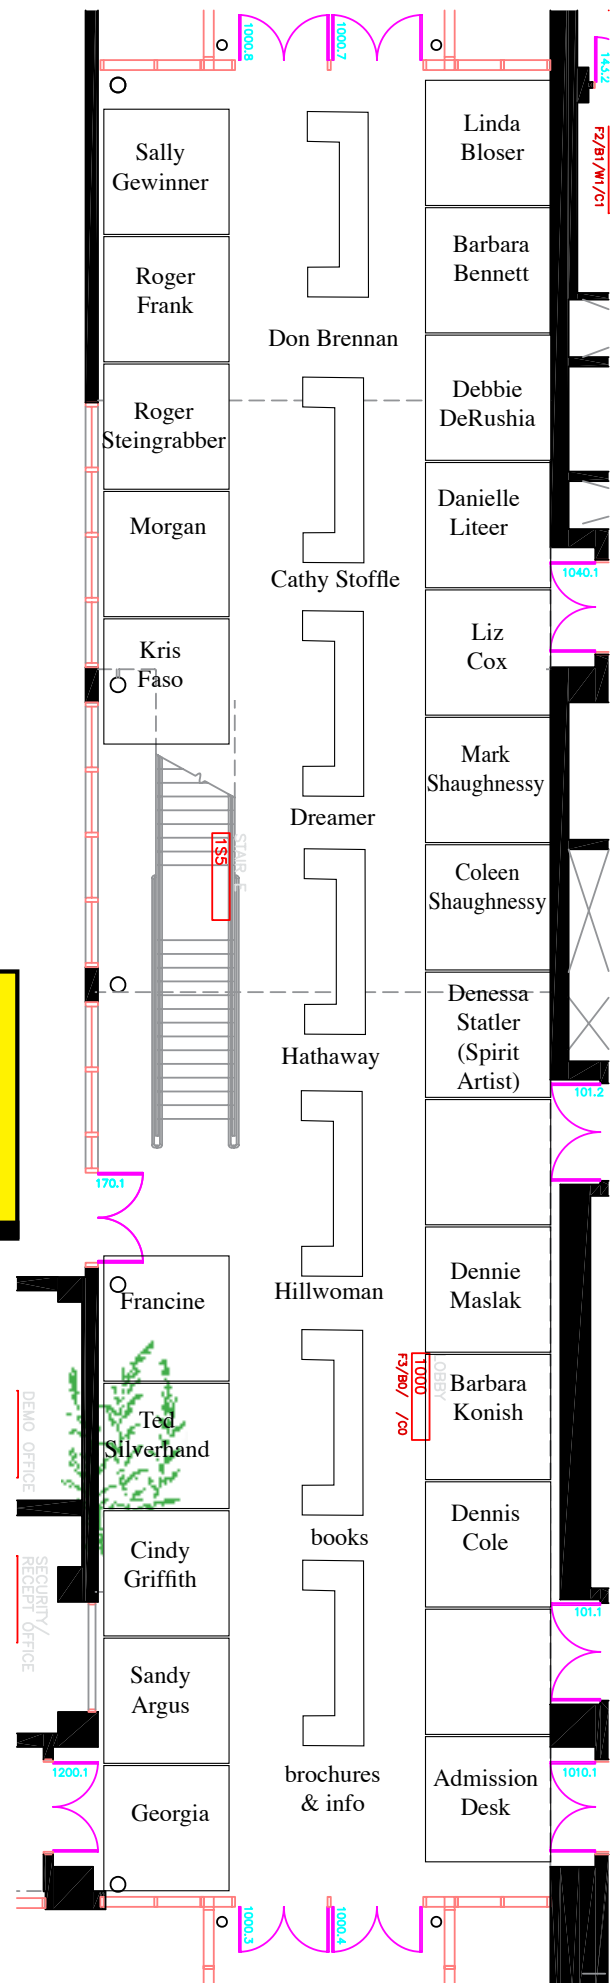 1000.8
1000.7
143.2
F2/B1/W1/C1
Sally
Gewinner
Linda
Bloser
Roger
Frank
Barbara
Bennett
Don Brennan
Roger
Steingrabber
Debbie
DeRushia
Morgan
Danielle
Liteer
Cathy Stoffle
1040.1
Kris
Faso
Liz
Cox
Mark
Shaughnessy
Dreamer
STAIR 5
1S5
Coleen
Shaughnessy
Denessa
Statler
(Spirit
Artist)
Hathaway
101.2
170.1
Hillwoman
Francine
Dennie
Maslak
LOBBY
1000
F3/B0/ /C0
Barbara
Konish
DEMO OFFICE
Ted
Silverhand
books
Dennis
Cole
Cindy
Griffith
SECURITY/
RECEPT OFFICE
101.1
Sandy
Argus
brochures
& info
1200.1
1010.1
Admission
Desk
Georgia
1000.3
1000.4